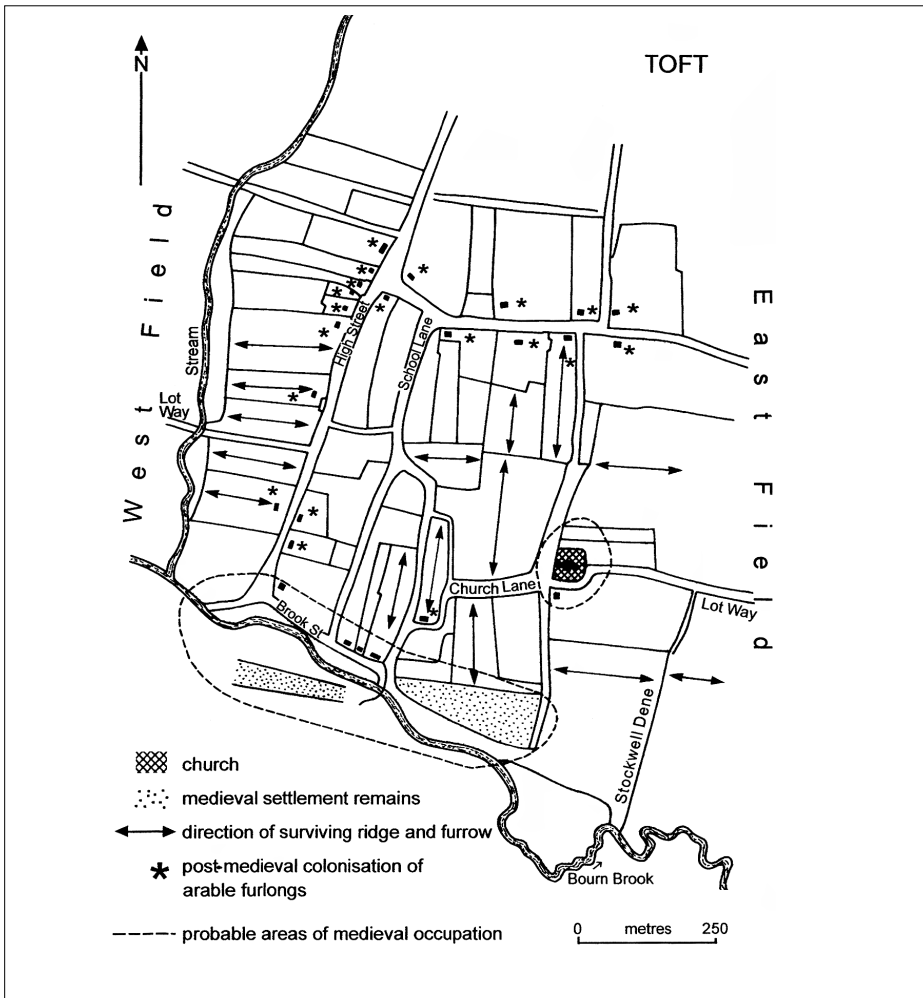 TOFT
N
West Field
East Field
Stream
High Street
School Lane
Lot
Way
Church Lane
Lot Way
Brook St
Stockwell Dene
Bourn Brook
church
medieval settlement remains
direction of surviving ridge and furrow
post-medieval colonisation of
arable furlongs
probable areas of medieval occupation
0 metres 250